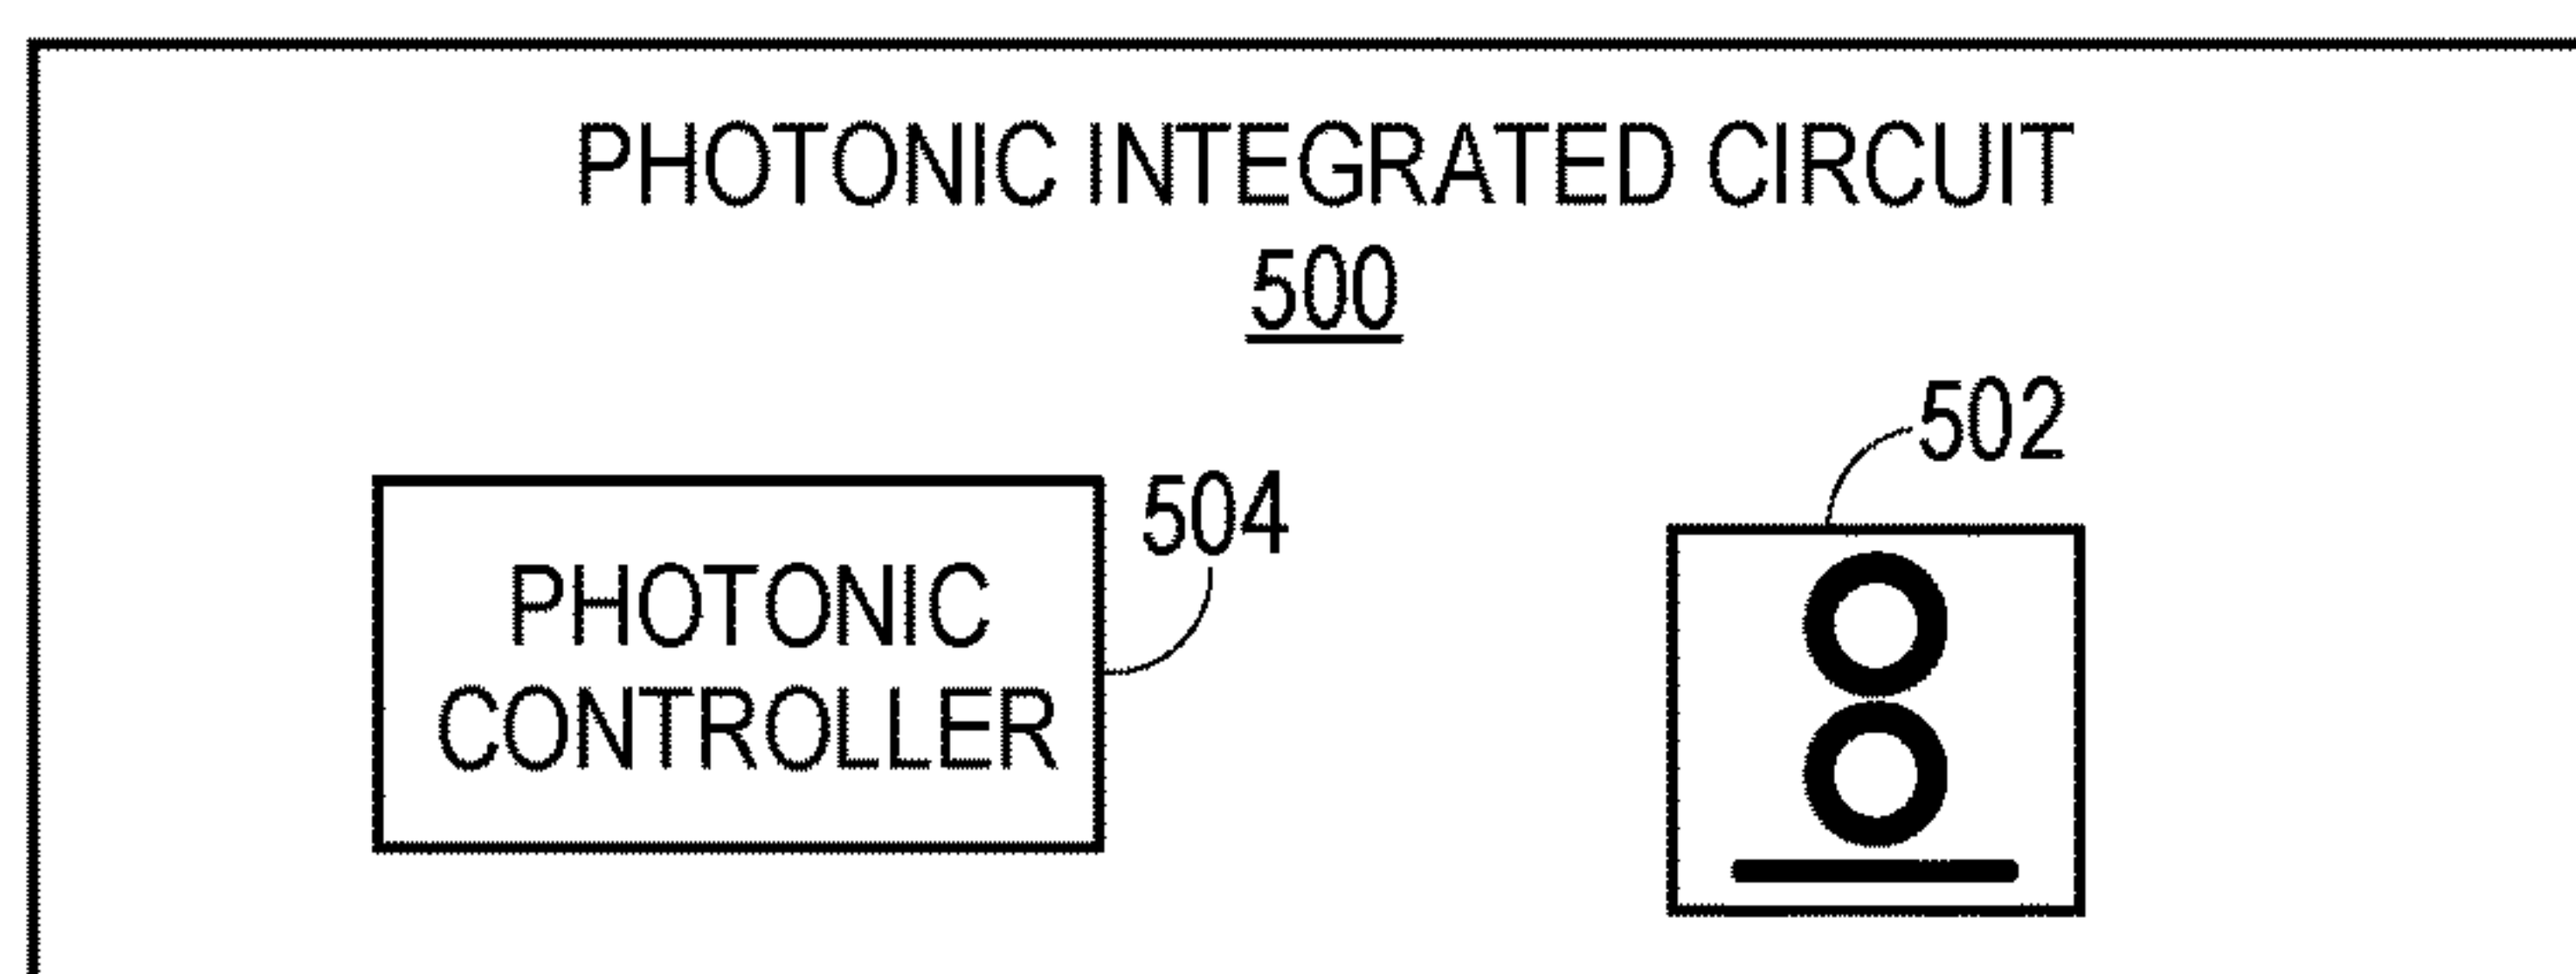 PHOTONIC INTEGRATED CIRCUIT
500
502
504
PHOTONIC
CONTROLLER